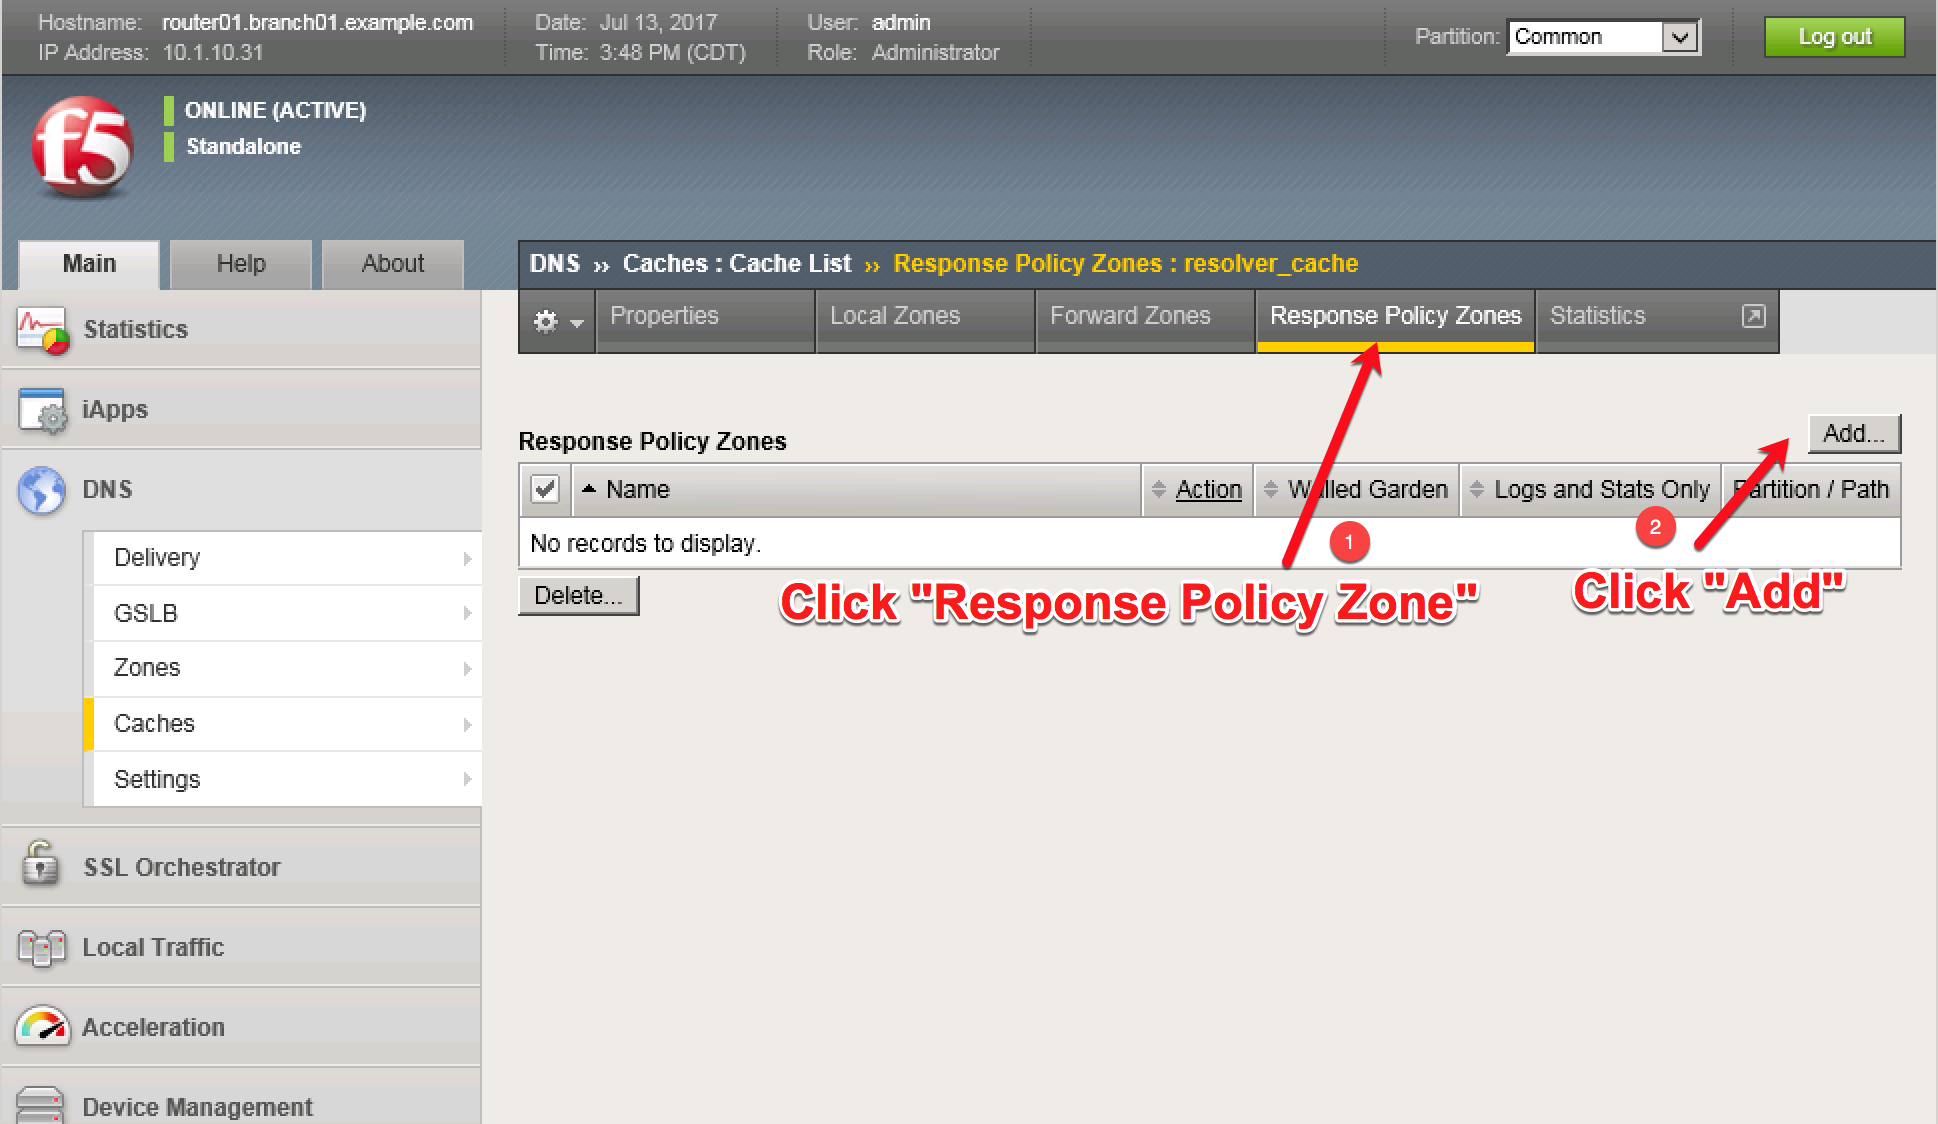 Hostname: router01.branch01.example.com Date: Jul 13, 2017 User: admin Partition: Common Log out
IP Address: 10.1.10.31 Time: 3:48 PM (CDT) Role: Administrator
f5
ONLINE (ACTIVE)
Standalone
Main Help About
DNS ›› Caches : Cache List ›› Response Policy Zones : resolver_cache
Properties Local Zones Forward Zones Response Policy Zones Statistics
Statistics
iApps
DNS
Delivery
GSLB
Zones
Caches
Settings
SSL Orchestrator
Local Traffic
Acceleration
Device Management
Response Policy Zones Add...
Name Action Walled Garden Logs and Stats Only Partition / Path
No records to display.
Delete...
1
Click "Response Policy Zone"
2
Click "Add"